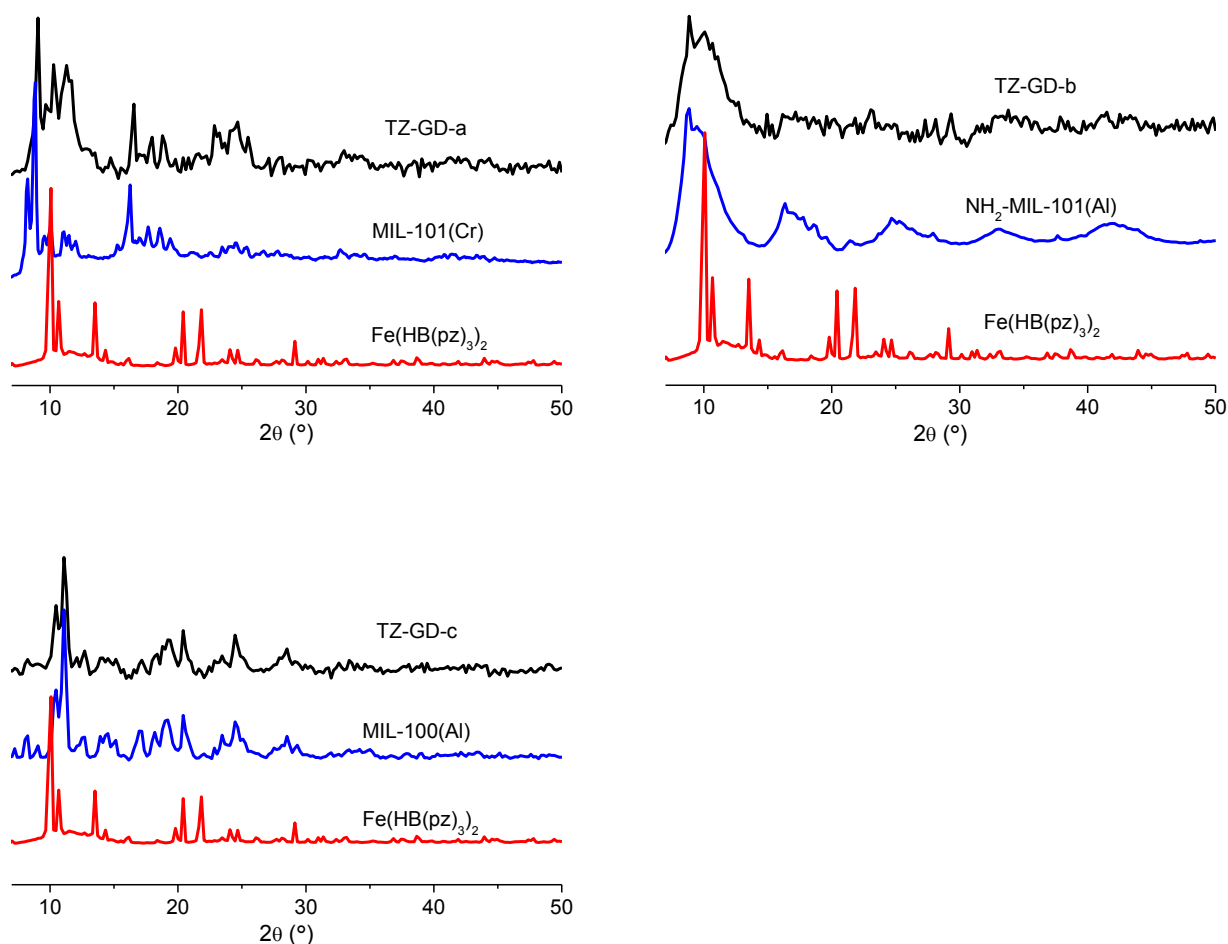 TZ-GD-a
MIL-101(Cr)
Fe(HB(pz)₃)₂
10 20 30 40 50
2θ (°)
TZ-GD-b
NH₂-MIL-101(Al)
Fe(HB(pz)₃)₂
10 20 30 40 50
2θ (°)
TZ-GD-c
MIL-100(Al)
Fe(HB(pz)₃)₂
10 20 30 40 50
2θ (°)